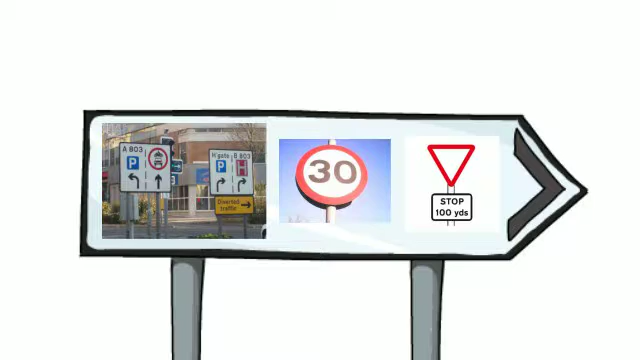 A 803
P
N'gate
B 803
P
H
Diverted
traffic
30
STOP
100 yds